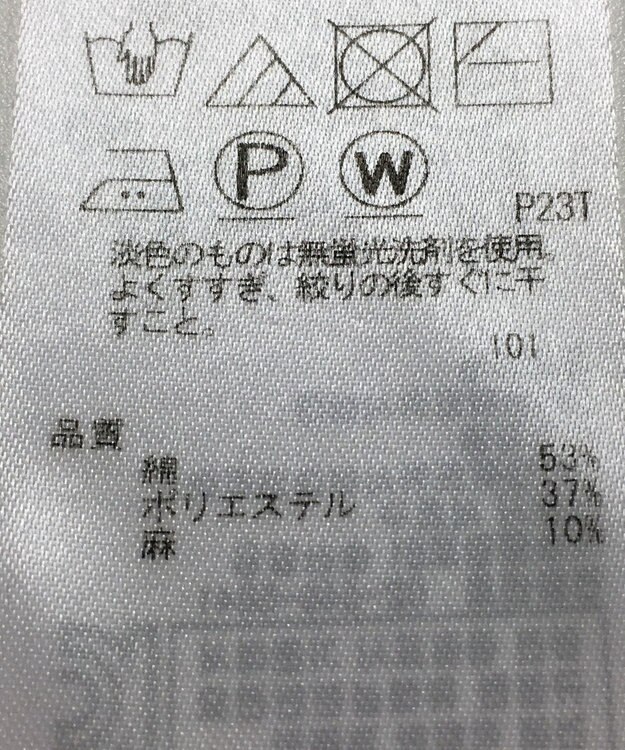 P W
P23T
淡色のものは無蛍光洗剤を使用。
よくすすぎ、絞りの後すぐに干
すこと。
101
品質
綿 53%
ポリエステル 37%
麻 10%